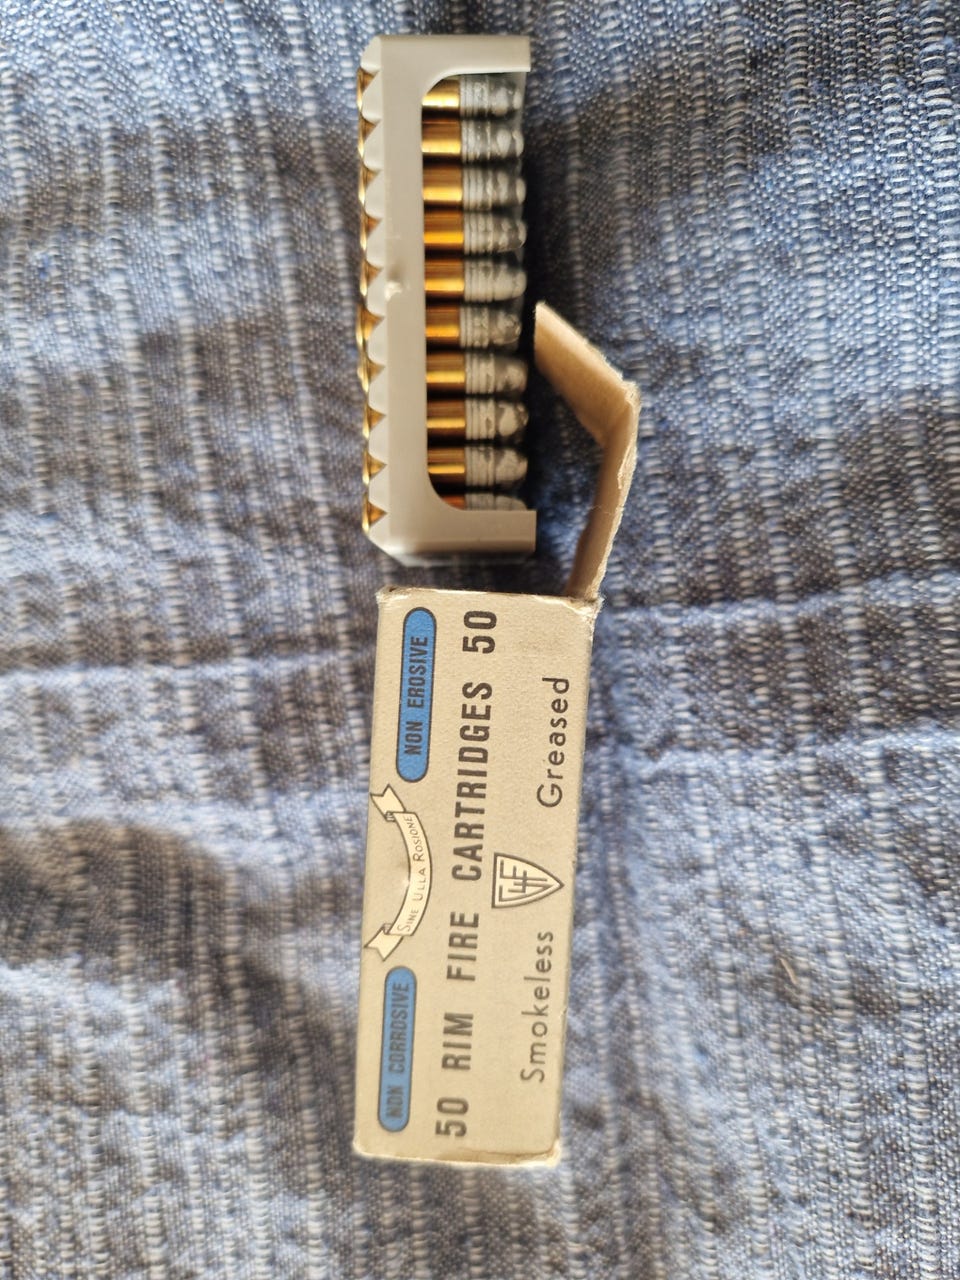 NON CORROSIVE
SINE ULLA ROSIONE
NON EROSIVE
50 RIM FIRE CARTRIDGES 50
Smokeless
Greased